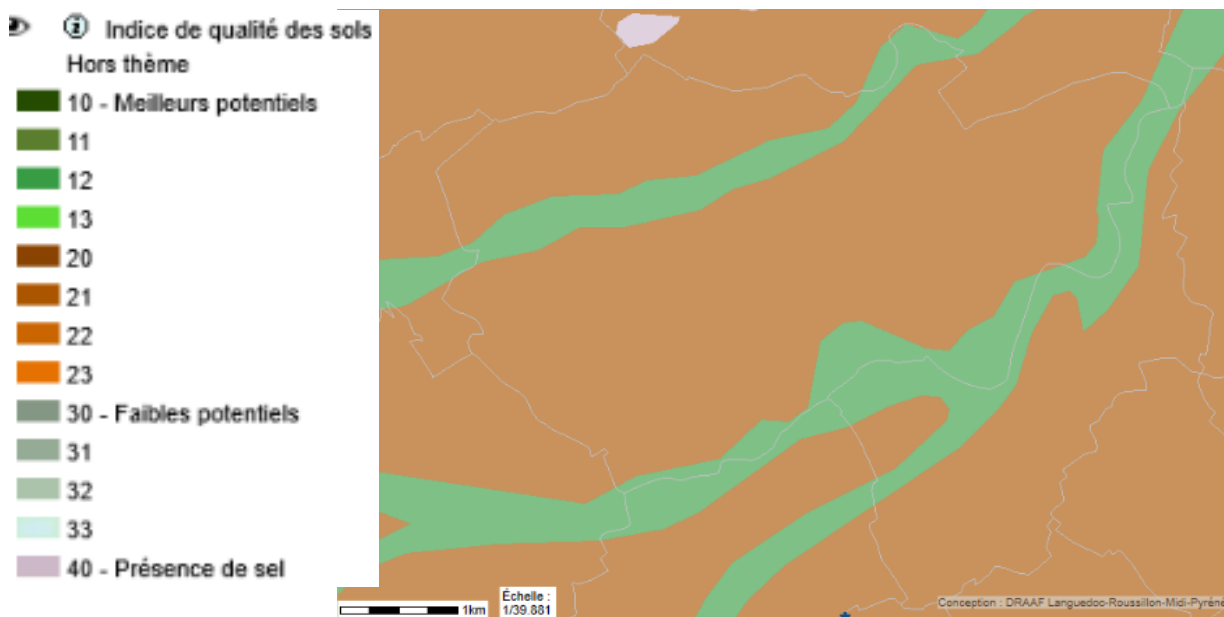 Indice de qualité des sols
Hors thème
10 - Meilleurs potentiels
11
12
13
20
21
22
23
30 - Faibles potentiels
31
32
33
40 - Présence de sel
1km
Échelle :
1/39.881
Conception : DRAAF Languedoc-Roussillon-Midi-Pyréné